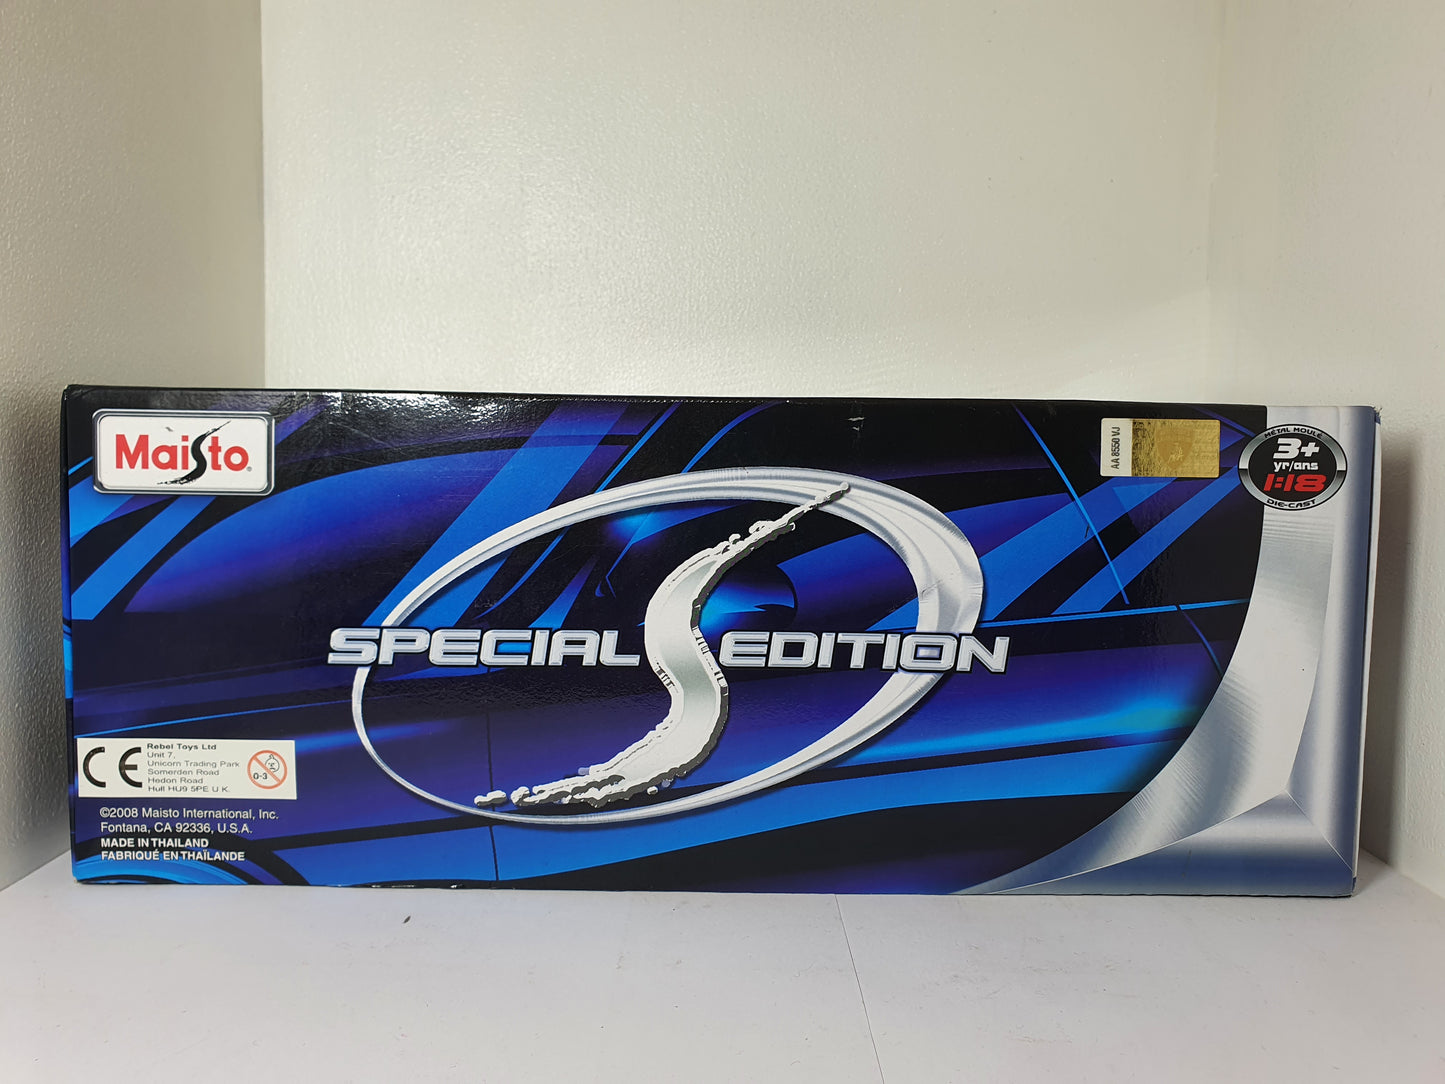 Maisto
AA 8550 VJ
MÉTAL MOULÉ
3+
yr/ans
1:18
DIE-CAST
SPECIAL EDITION
CE
Rebel Toys Ltd
Unit 7,
Unicorn Trading Park
Somerden Road
Hedon Road
Hull HU9 5PE U K.
0-3
©2008 Maisto International, Inc.
Fontana, CA 92336, U.S.A.
MADE IN THAILAND
FABRIQUÉ EN THAÏLANDE